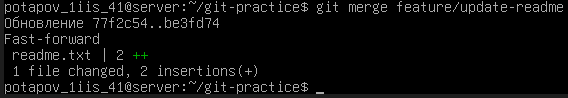 potapov_1iis_41@server:~/git-practice$ git merge feature/update-readme
Обновление 77f2c54..be3fd74
Fast-forward
 readme.txt | 2 ++
 1 file changed, 2 insertions(+)
potapov_1iis_41@server:~/git-practice$ _